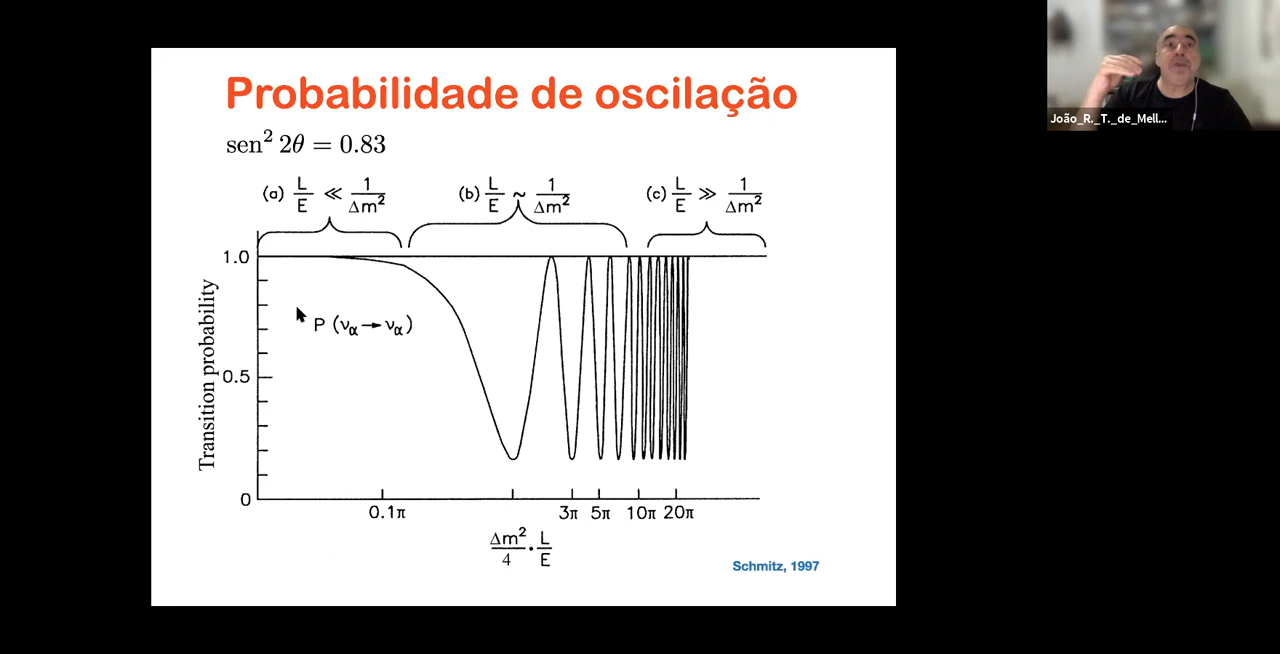 Probabilidade de oscilação
sen² 2θ = 0.83
(a) L/E ≪ 1/Δm²
(b) L/E ~ 1/Δm²
(c) L/E ≫ 1/Δm²
1.0
0.5
0
Transition probability
P (να → να)
0.1π
3π
5π
10π
20π
Δm²/4 · L/E
Schmitz, 1997
João_R._T._de_Mell...